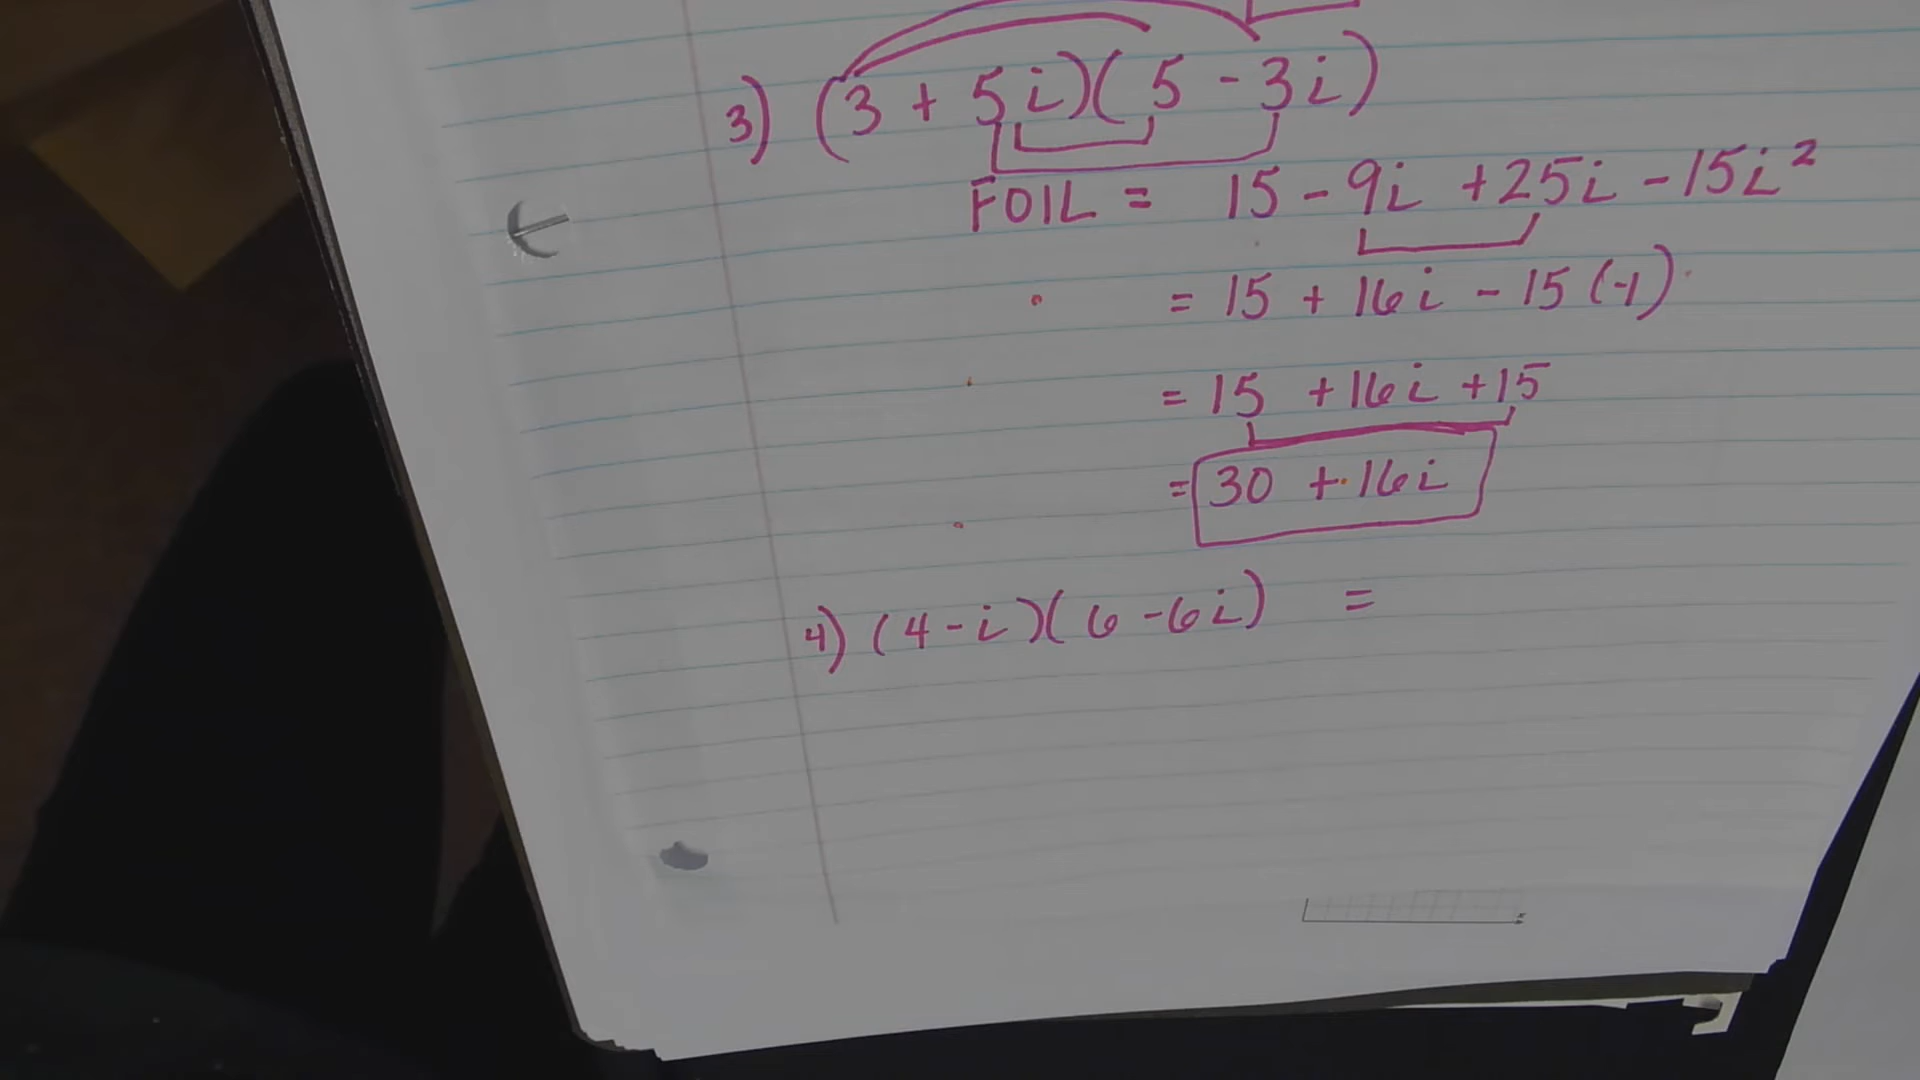 3) (3 + 5i)(5 - 3i)
FOIL = 15 - 9i + 25i - 15i²
= 15 + 16i - 15(-1)
= 15 + 16i + 15
= 30 + 16i
4) (4 - i)(6 - 6i) =